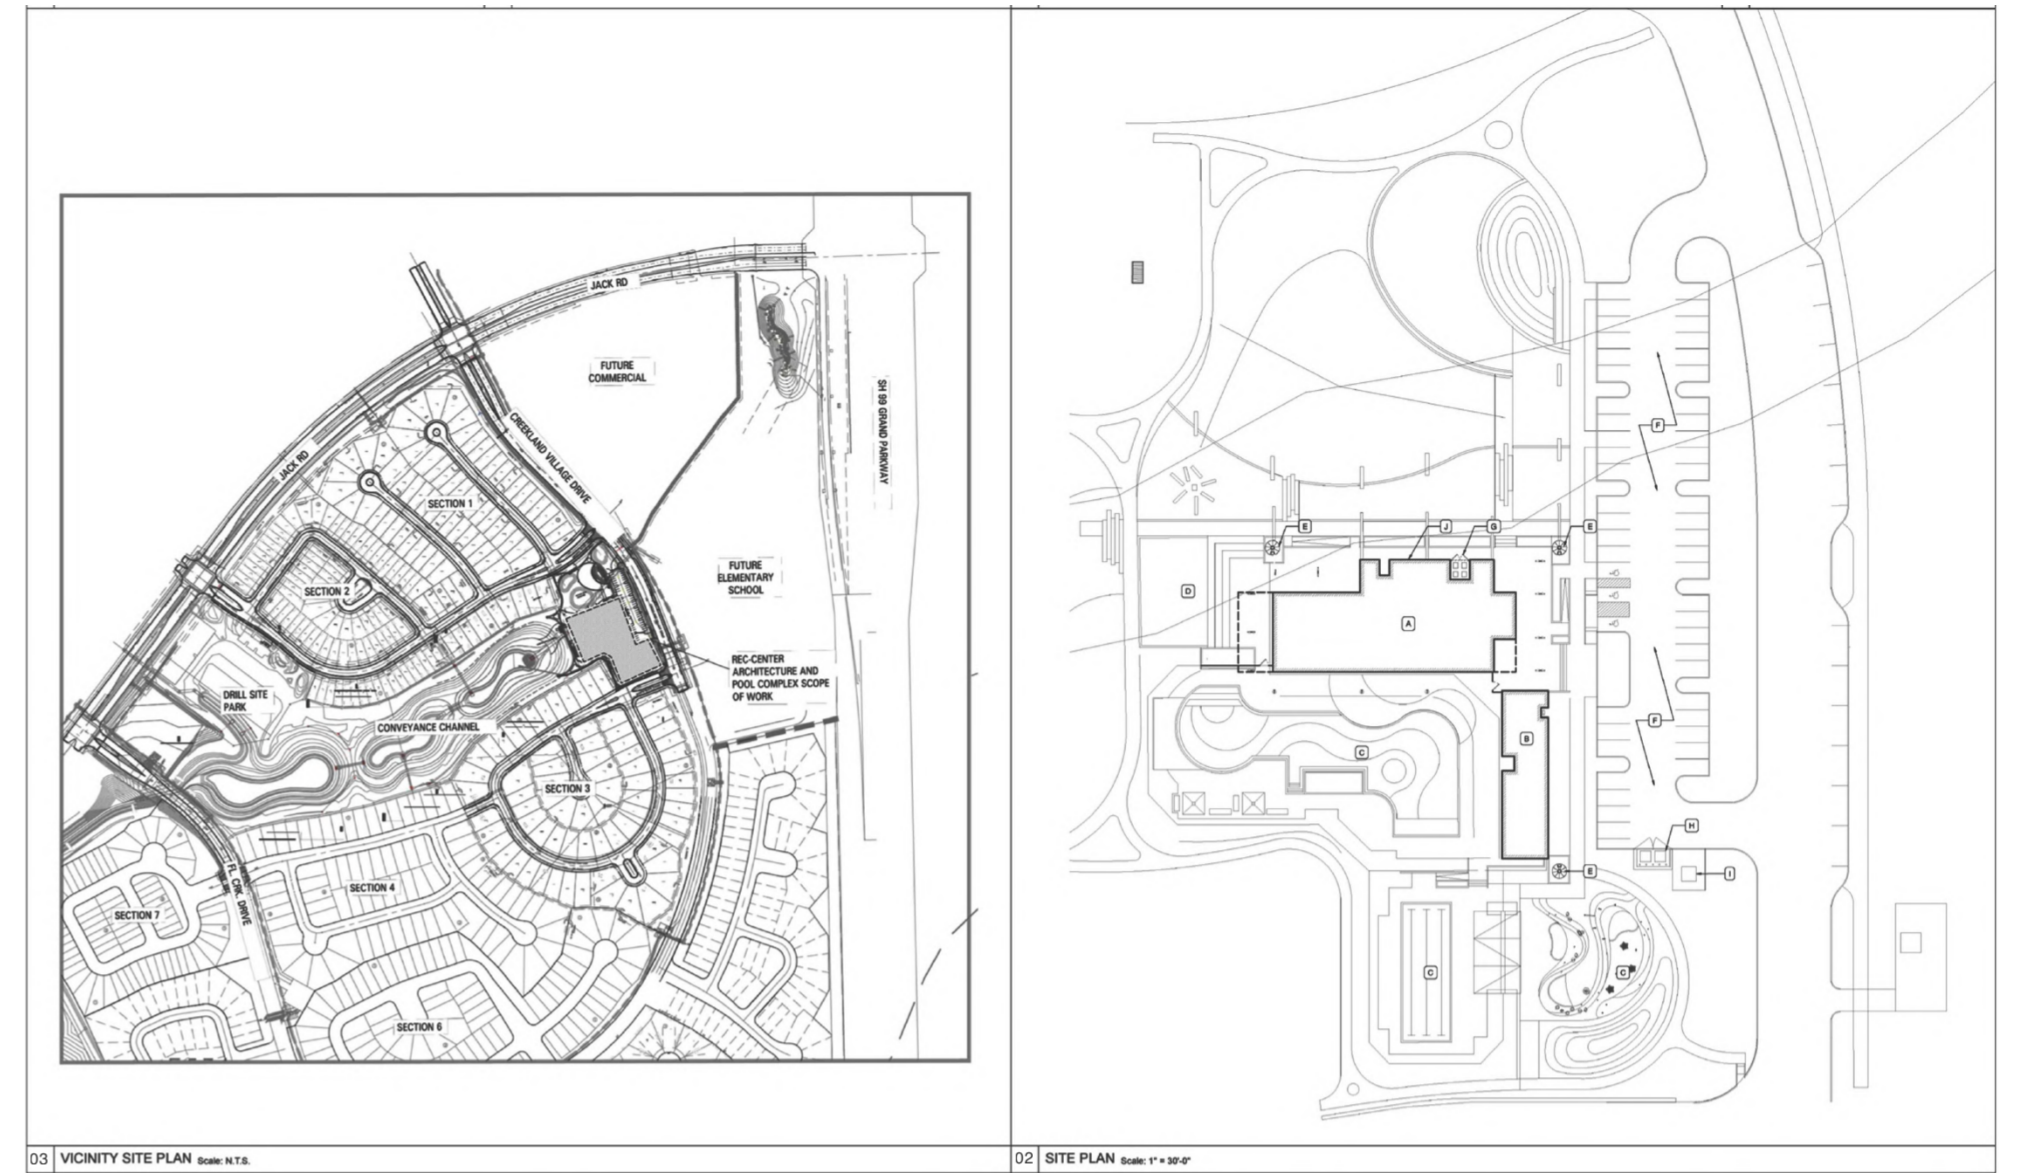 JACK RD
FUTURE
COMMERCIAL
SH 99 GRAND PARKWAY
CREEKLAND VILLAGE DRIVE
JACK RD
SECTION 1
SECTION 2
FUTURE
ELEMENTARY
SCHOOL
REC-CENTER
ARCHITECTURE AND
POOL COMPLEX SCOPE
OF WORK
DRILL SITE
PARK
CONVEYANCE CHANNEL
SECTION 3
FL. CRK. DRIVE
SECTION 4
SECTION 7
SECTION 6
03 VICINITY SITE PLAN Scale: N.T.S.
F
E
J
G
E
D
A
F
B
C
H
E
I
C
C
02 SITE PLAN Scale: 1" = 30'-0"